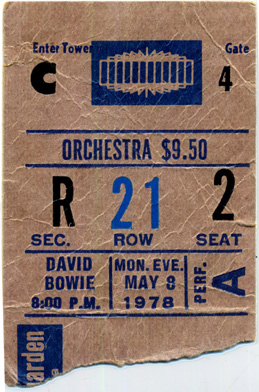 Enter Tower Gate
C 4
ORCHESTRA $9.50
R 21 2
SEC. ROW SEAT
DAVID BOWIE 8:00 P.M.
MON. EVE. MAY 8 1978
PERF. A
arden